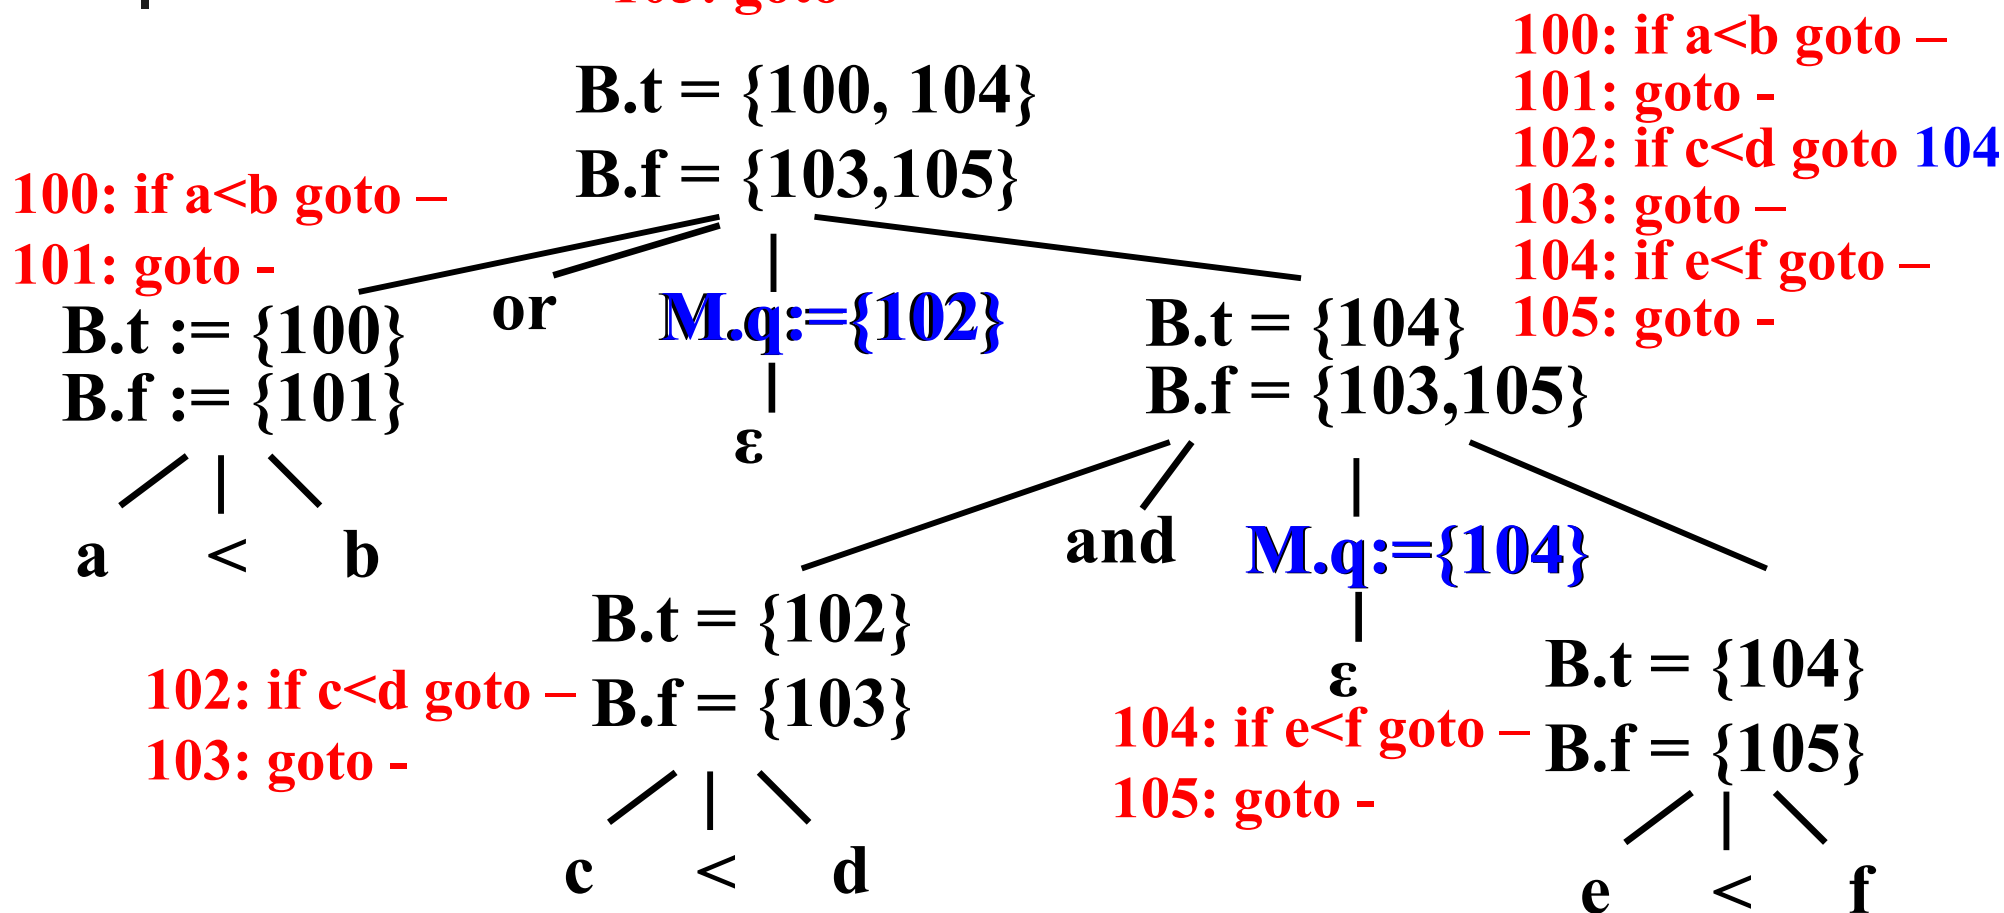 105: goto
B.t = {100, 104}
B.f = {103,105}
100: if a<b goto –
101: goto -
102: if c<d goto 104
103: goto –
104: if e<f goto –
105: goto -
100: if a<b goto –
101: goto -
B.t := {100}
B.f := {101}
or
M.q:={102}
ε
B.t = {104}
B.f = {103,105}
a < b
and
M.q:={104}
ε
B.t = {102}
B.f = {103}
102: if c<d goto –
103: goto -
B.t = {104}
B.f = {105}
104: if e<f goto –
105: goto -
c < d
e < f